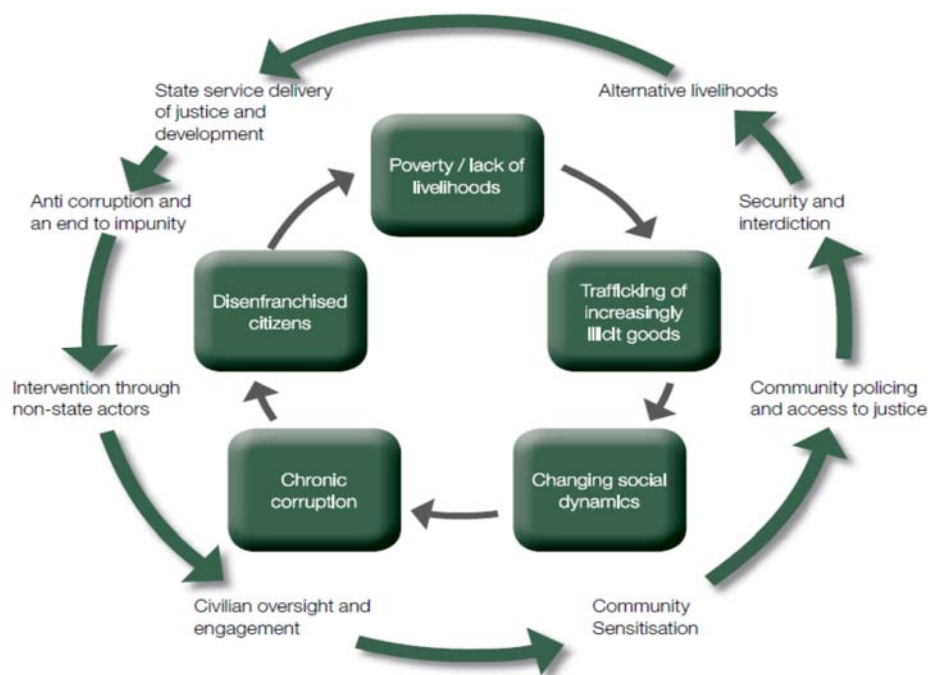 State service delivery
of justice and
development
Alternative livelihoods
Poverty / lack of
livelihoods
Anti corruption and
an end to impunity
Security and
interdiction
Disenfranchised
citizens
Trafficking of
increasingly
illicit goods
Intervention through
non-state actors
Community policing
and access to justice
Chronic
corruption
Changing social
dynamics
Civilian oversight and
engagement
Community
Sensitisation